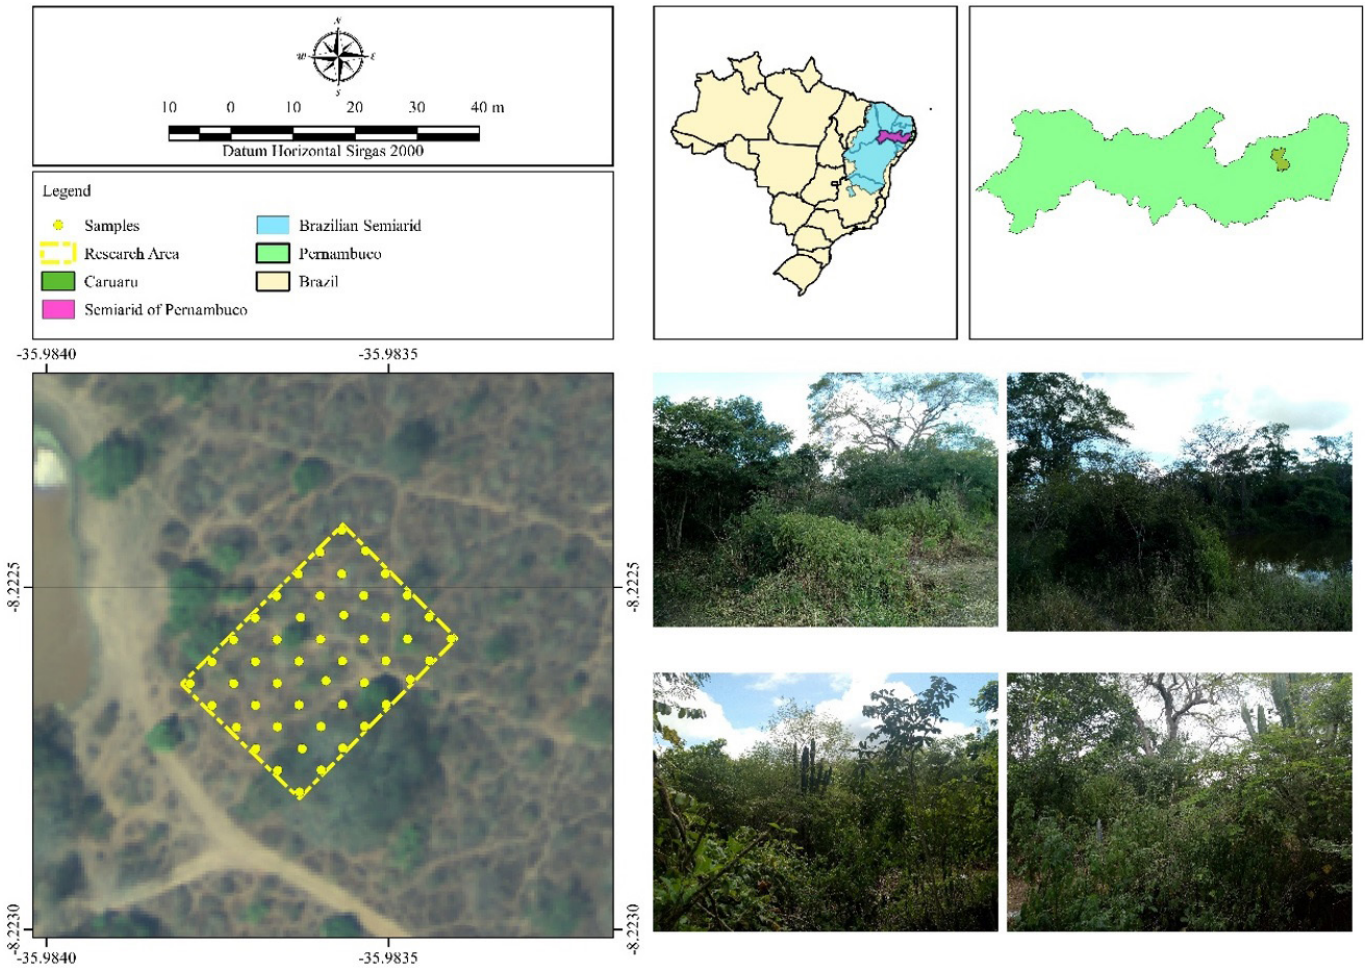 N
W E
S
10 0 10 20 30 40 m
Datum Horizontal Sirgas 2000
Legend
Samples
Research Area
Caruaru
Semiarid of Pernambuco
Brazilian Semiarid
Pernambuco
Brazil
-35.9840 -35.9835
-8.2225 -8.2225
-8.2230 -8.2230
-35.9840 -35.9835